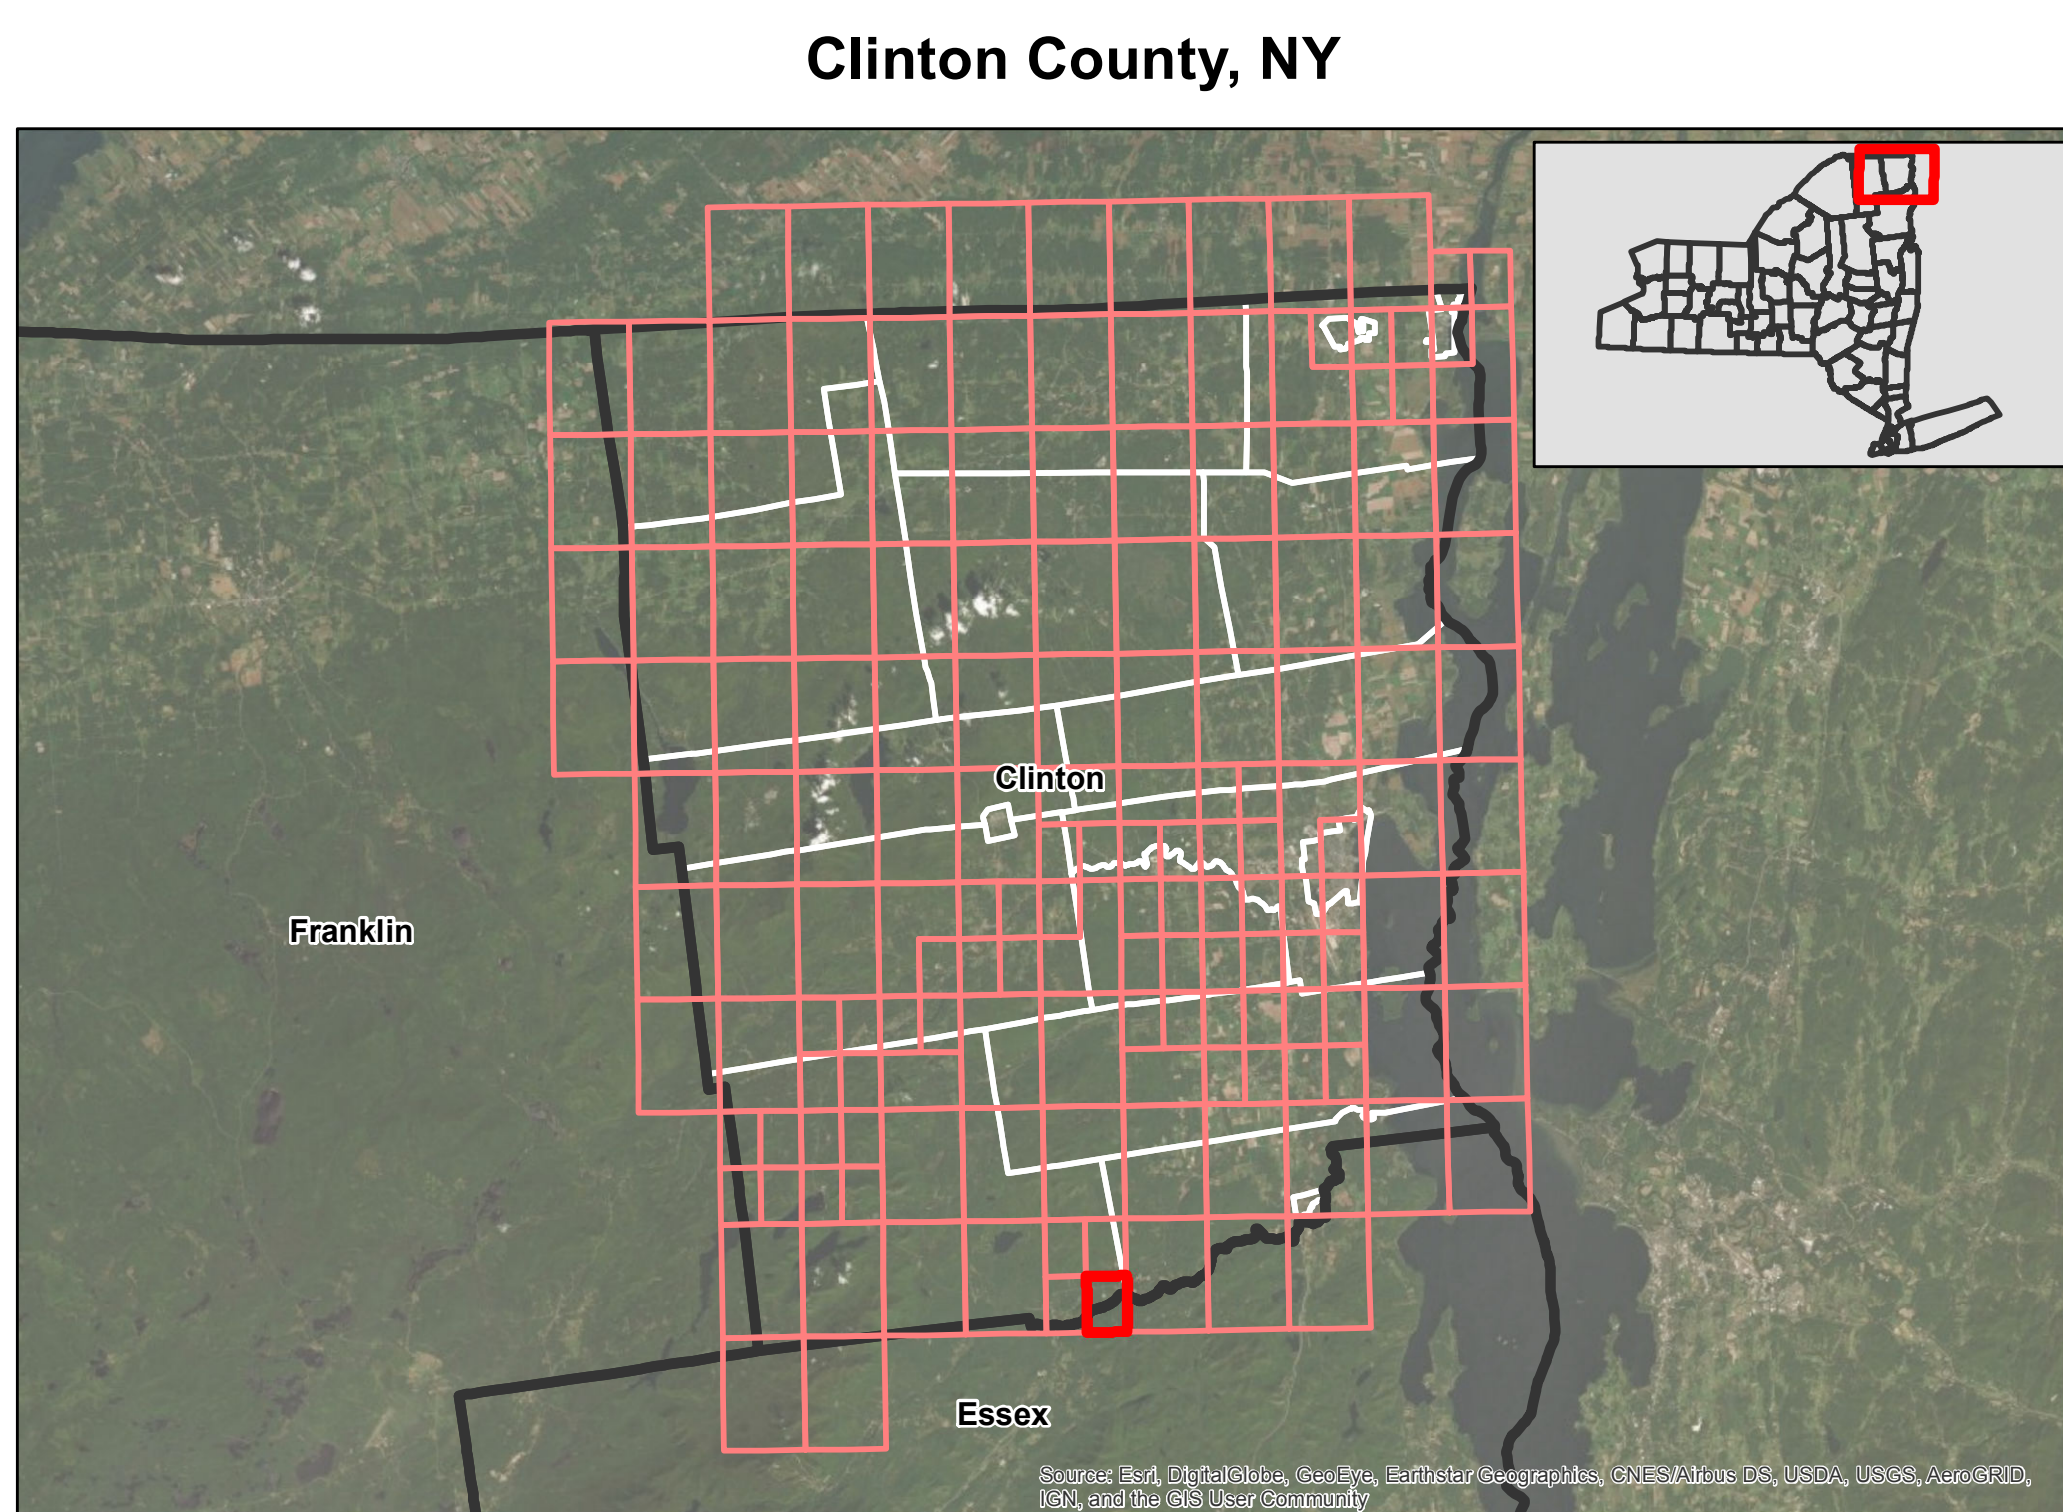 Clinton County, NY
Clinton
Franklin
Essex
Source: Esri, DigitalGlobe, GeoEye, Earthstar Geographics, CNES/Airbus DS, USDA, USGS, AeroGRID,
IGN, and the GIS User Community